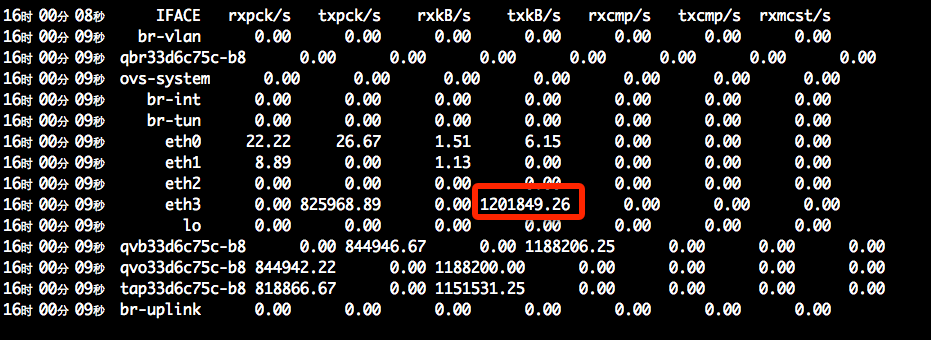 16时 00分 08秒 IFACE rxpck/s txpck/s rxkB/s txkB/s rxcmp/s txcmp/s rxmcst/s
16时 00分 09秒 br-vlan 0.00 0.00 0.00 0.00 0.00 0.00 0.00
16时 00分 09秒 qbr33d6c75c-b8 0.00 0.00 0.00 0.00 0.00 0.00 0.00
16时 00分 09秒 ovs-system 0.00 0.00 0.00 0.00 0.00 0.00 0.00
16时 00分 09秒 br-int 0.00 0.00 0.00 0.00 0.00 0.00 0.00
16时 00分 09秒 br-tun 0.00 0.00 0.00 0.00 0.00 0.00 0.00
16时 00分 09秒 eth0 22.22 26.67 1.51 6.15 0.00 0.00 0.00
16时 00分 09秒 eth1 8.89 0.00 1.13 0.00 0.00 0.00 0.00
16时 00分 09秒 eth2 0.00 0.00 0.00 0.00 0.00 0.00 0.00
16时 00分 09秒 eth3 0.00 825968.89 0.00 1201849.26 0.00 0.00 0.00
16时 00分 09秒 lo 0.00 0.00 0.00 0.00 0.00 0.00 0.00
16时 00分 09秒 qvb33d6c75c-b8 0.00 844946.67 0.00 1188206.25 0.00 0.00 0.00
16时 00分 09秒 qvo33d6c75c-b8 844942.22 0.00 1188200.00 0.00 0.00 0.00 0.00
16时 00分 09秒 tap33d6c75c-b8 818866.67 0.00 1151531.25 0.00 0.00 0.00 0.00
16时 00分 09秒 br-uplink 0.00 0.00 0.00 0.00 0.00 0.00 0.00